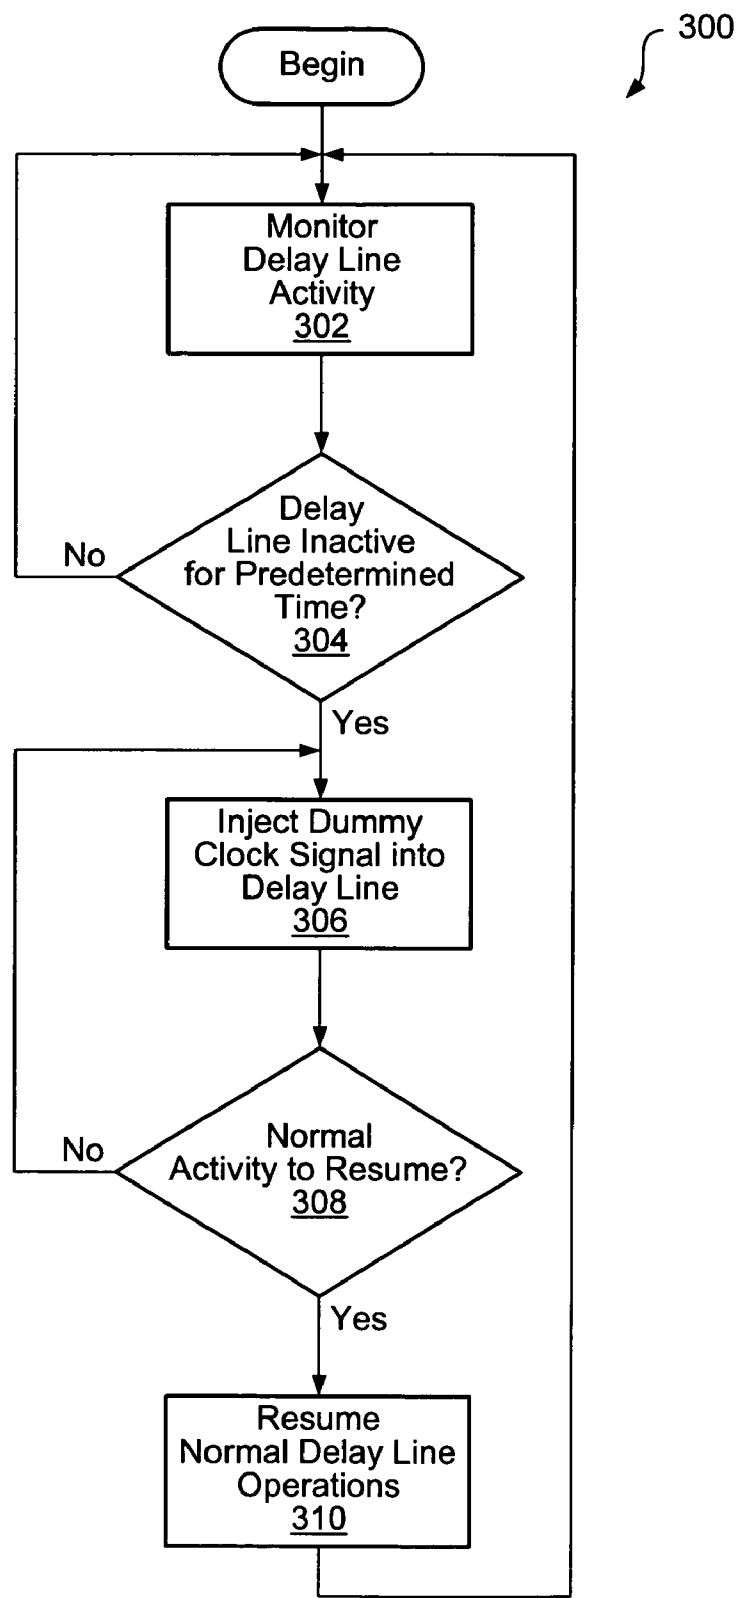 300
Begin
Monitor
Delay Line
Activity
302
Delay
Line Inactive
for Predetermined
Time?
304
No
Yes
Inject Dummy
Clock Signal into
Delay Line
306
Normal
Activity to Resume?
308
No
Yes
Resume
Normal Delay Line
Operations
310